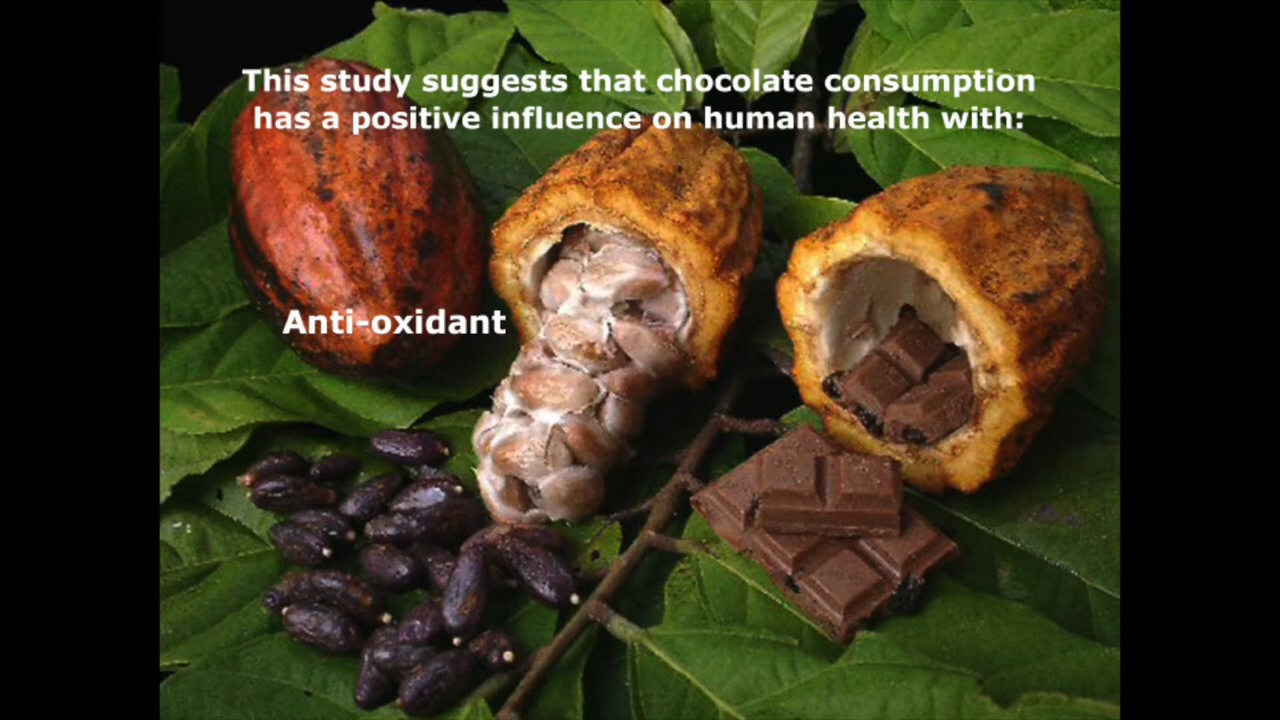 This study suggests that chocolate consumption
has a positive influence on human health with:
Anti-oxidant